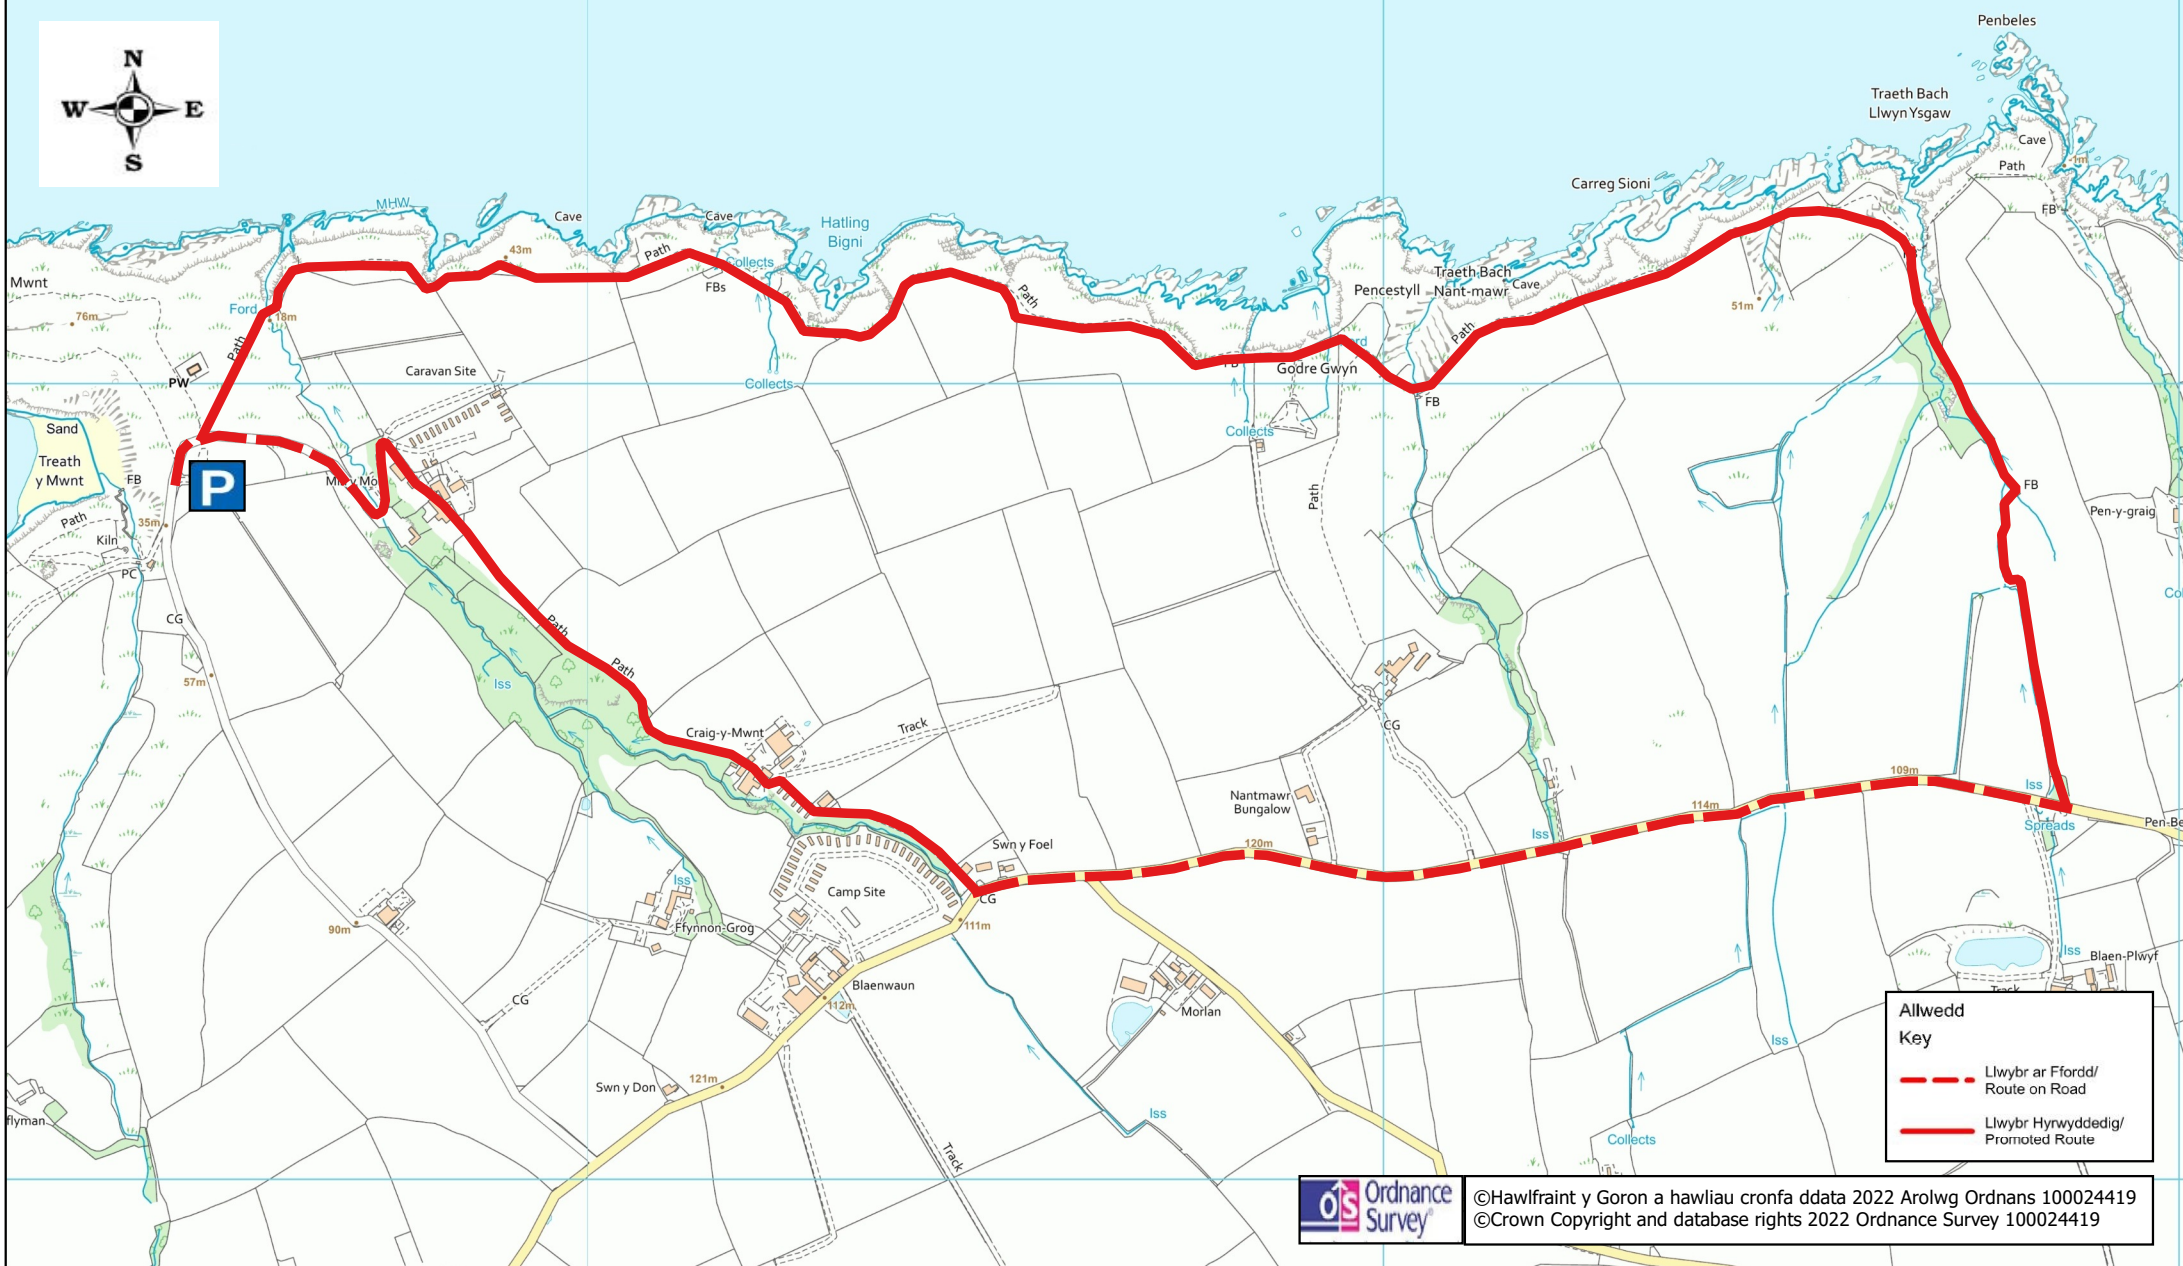 N
W
E
S
Penbeles
Traeth Bach
Llwyn Ysgaw
Cave
Path
-1m
FB
Carreg Sioni
MHW
Cave
43m
Cave
Path
FBs
Collects
Hatling
Bigni
Collects
Path
Mwnt
76m
Ford
18m
Path
PW
Caravan Site
Pencestyll
Traeth Bach
Nant-mawr
Cave
Path
51m
Godre Gwyn
FB
Collects
Path
FB
Pen-y-graig
Sand
Treath
y Mwnt
FB
P
Path
35m
Kiln
PC
CG
57m
Path
Path
Iss
Craig-y-Mwnt
Track
CG
Nantmawr
Bungalow
120m
Iss
114m
109m
Iss
Spreads
Swn y Foel
CG
111m
Camp Site
Iss
Ffynnon-Grog
90m
CG
Blaenwaun
112m
Morlan
Swn y Don
121m
Track
Iss
Iss
Collects
Iss
Blaen-Plwyf
Track
flyman
Allwedd
Key
Llwybr ar Ffordd/
Route on Road
Llwybr Hyrwyddedig/
Promoted Route
OS
Ordnance
Survey
©Hawlfraint y Goron a hawliau cronfa ddata 2022 Arolwg Ordnans 100024419
©Crown Copyright and database rights 2022 Ordnance Survey 100024419